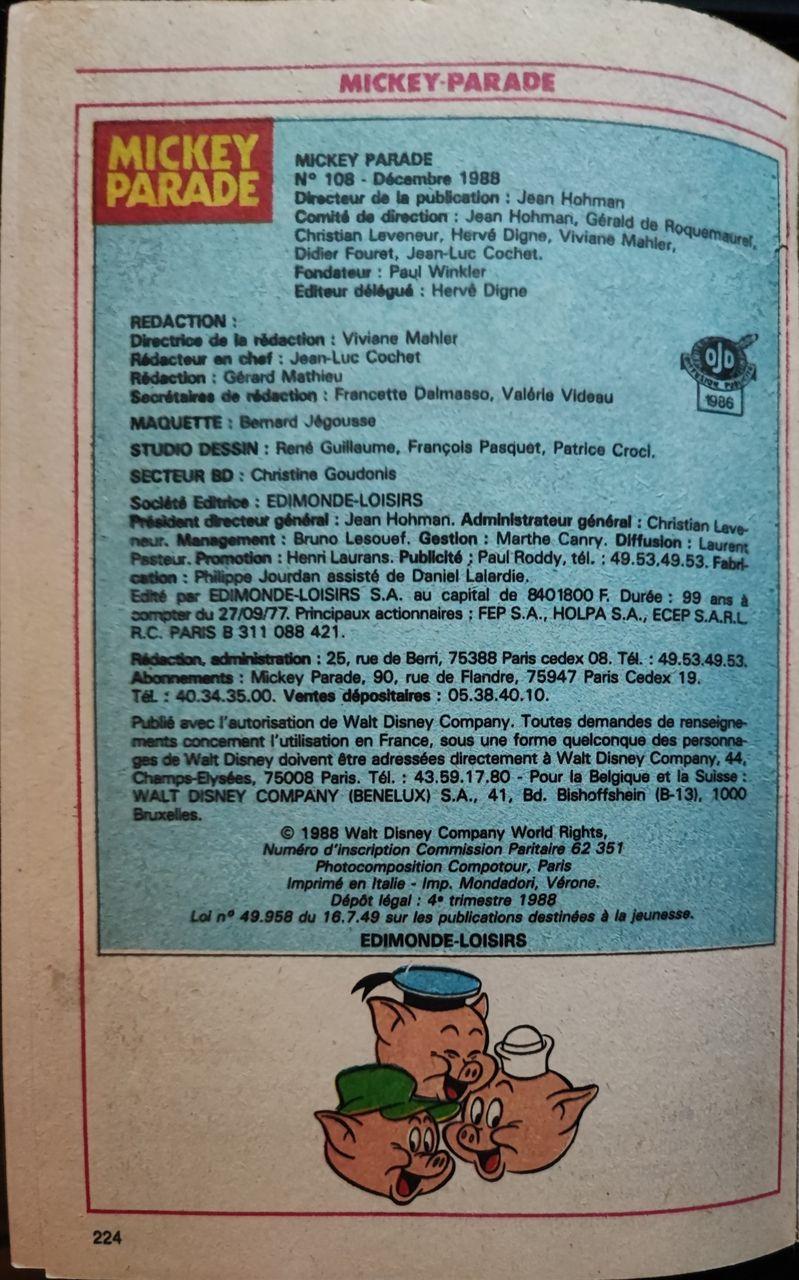 MICKEY-PARADE
MICKEY
PARADE
MICKEY PARADE
N° 108 - Décembre 1988
Directeur de la publication : Jean Hohman
Comité de direction : Jean Hohman, Gérald de Roquemaurel,
Christian Leveneur, Hervé Digne, Viviane Mahler,
Didier Fouret, Jean-Luc Cochet.
Fondateur : Paul Winkler
Editeur délégué : Hervé Digne
REDACTION :
Directrice de la rédaction : Viviane Mahler
Rédacteur en chef : Jean-Luc Cochet
Rédaction : Gérard Mathieu
Secrétaires de rédaction : Francette Dalmasso, Valérie Videau
OJD
DIFFUSION
1986
MAQUETTE : Bernard Jégousse
STUDIO DESSIN : René Guillaume, François Pasquet, Patrice Croci.
SECTEUR BD : Christine Goudonis
Société Editrice : EDIMONDE-LOISIRS
Président directeur général : Jean Hohman. Administrateur général : Christian Leve-
neur. Management : Bruno Lesouef. Gestion : Marthe Canry. Diffusion : Laurent
Pasteur. Promotion : Henri Laurans. Publicité : Paul Roddy, tél. : 49.53.49.53. Fabri-
cation : Philippe Jourdan assisté de Daniel Lalardie.
Edité par EDIMONDE-LOISIRS S.A. au capital de 8401800 F. Durée : 99 ans à
compter du 27/09/77. Principaux actionnaires : FEP S.A., HOLPA S.A., ECEP S.A.R.L.
R.C. PARIS B 311 088 421.
Rédaction, administration : 25, rue de Berri, 75388 Paris cedex 08. Tél. : 49.53.49.53.
Abonnements : Mickey Parade, 90, rue de Flandre, 75947 Paris Cedex 19.
Tél. : 40.34.35.00. Ventes dépositaires : 05.38.40.10.
Publié avec l'autorisation de Walt Disney Company. Toutes demandes de renseigne-
ments concernent l'utilisation en France, sous une forme quelconque des personna-
ges de Walt Disney doivent être adressées directement à Walt Disney Company, 44,
Champs-Elysées, 75008 Paris. Tél. : 43.59.17.80 - Pour la Belgique et la Suisse :
WALT DISNEY COMPANY (BENELUX) S.A., 41, Bd. Bishoffshein (B-13), 1000
Bruxelles.
© 1988 Walt Disney Company World Rights,
Numéro d'inscription Commission Paritaire 62 351
Photocomposition Compotour, Paris
Imprimé en Italie - Imp. Mondadori, Vérone.
Dépôt légal : 4e trimestre 1988
Loi n° 49.958 du 16.7.49 sur les publications destinées à la jeunesse.
EDIMONDE-LOISIRS
224